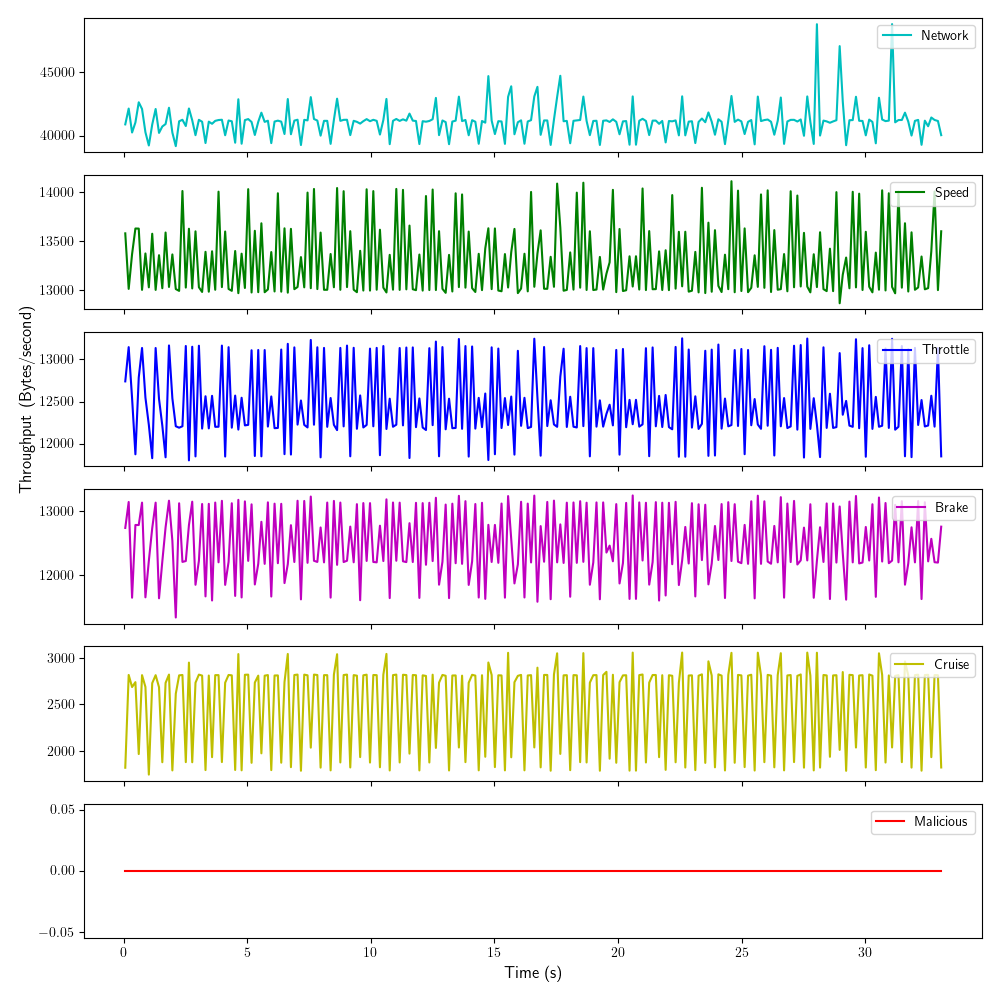 Network
45000
40000
Speed
14000
13500
13000
Throttle
13000
12500
12000
Throughput (Bytes/second)
Brake
13000
12000
Cruise
3000
2500
2000
Malicious
0.05
0.00
−0.05
0 5 10 15 20 25 30
Time (s)